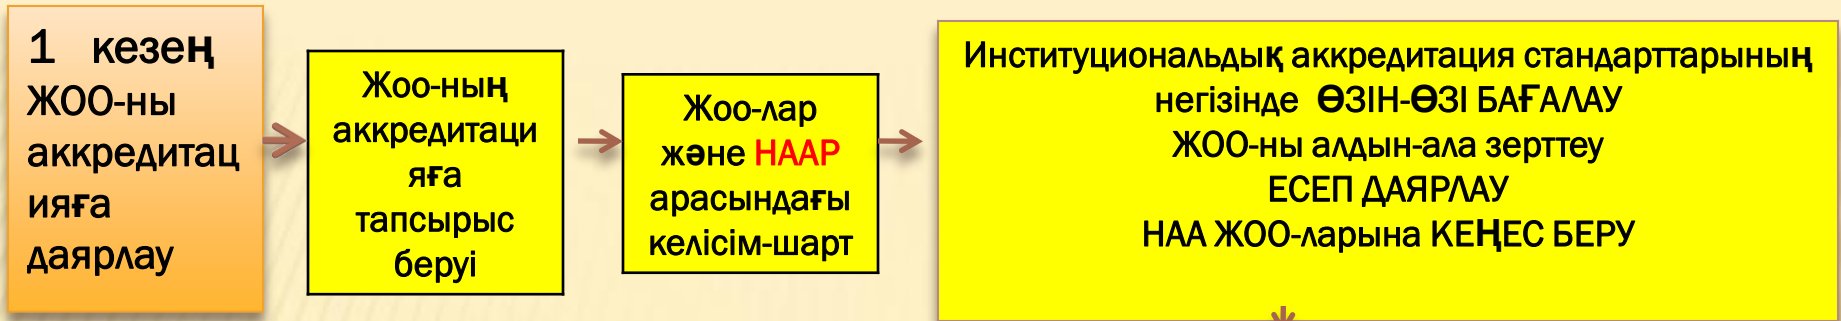 1 кезең
ЖОО-ны
аккредитац
ияға
даярлау
Жоо-ның
аккредитаци
яға
тапсырыс
беруі
Жоо-лар
және НААР
арасындағы
келісім-шарт
Институциональдық аккредитация стандарттарының
негізінде ӨЗІН-ӨЗІ БАҒАЛАУ
ЖОО-ны алдын-ала зерттеу
ЕСЕП ДАЯРЛАУ
НАА ЖОО-ларына КЕҢЕС БЕРУ